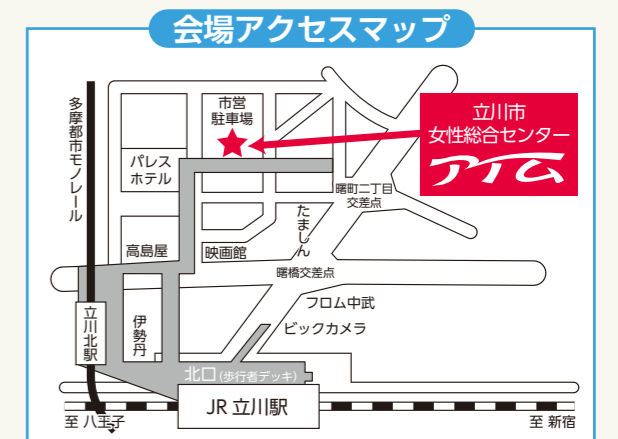 会場アクセスマップ
多摩都市モノレール
市営
駐車場
立川市
女性総合センター
アイム
パレス
ホテル
曙町二丁目
交差点
たましん
高島屋
映画館
曙橋交差点
フロム中武
ビックカメラ
立川北駅
伊勢丹
北口(歩行者デッキ)
JR 立川駅
至 八王子
至 新宿